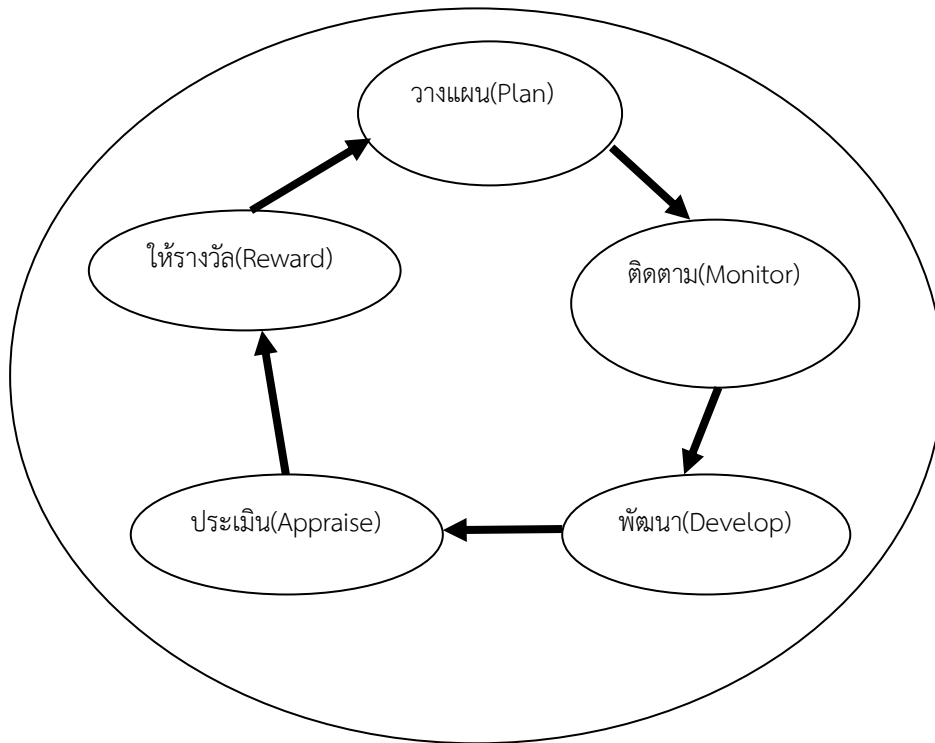 วางแผน(Plan)
ติดตาม(Monitor)
พัฒนา(Develop)
ประเมิน(Appraise)
ให้รางวัล(Reward)